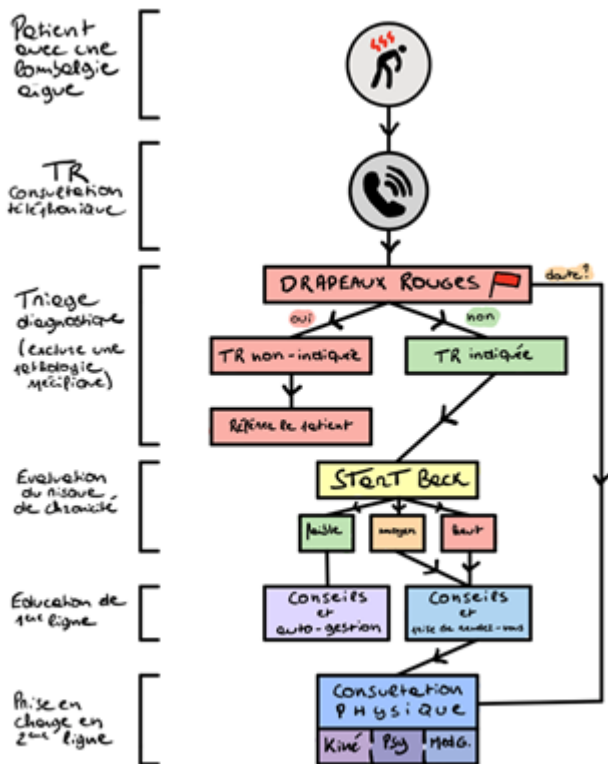 Patient
avec une
lombalgie
aigue
TR
Consultation
téléphonique
Triage
diagnostique
(exclure une
pathologie
spécifique)
DRAPEAUX ROUGES
doute?
oui
non
TR non-indiquée
TR indiquée
Réfère le patient
Evaluation
du risque
de chronicité
START Back
faible
moyen
haut
Education de
1ère ligne
Conseils
et
auto-gestion
Conseils
et
prise de rendez-vous
Prise en
charge en
2ème ligne
Consultation
PHYSIQUE
Kiné
Psy
Med G.